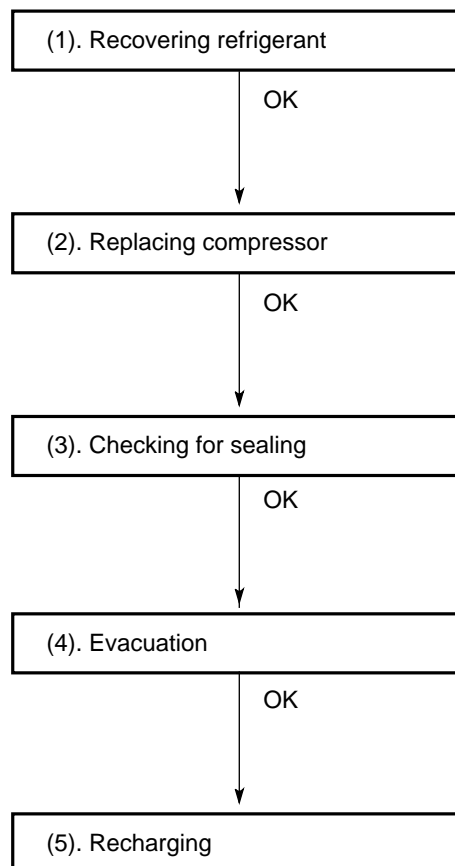 (1). Recovering refrigerant
OK
(2). Replacing compressor
OK
(3). Checking for sealing
OK
(4). Evacuation
OK
(5). Recharging